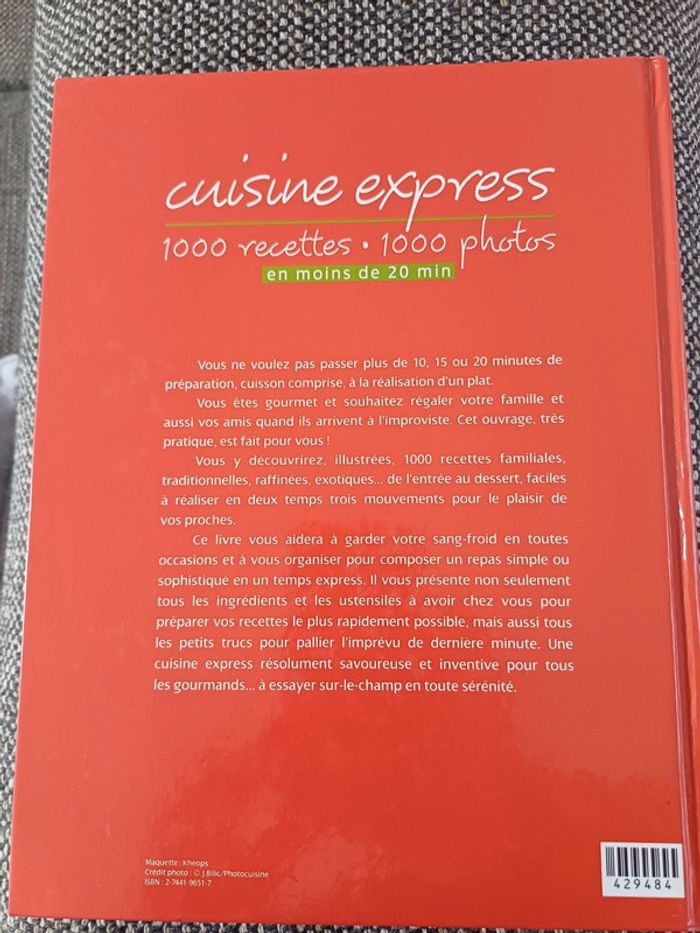 cuisine express
1000 recettes • 1000 photos
en moins de 20 min
Vous ne voulez pas passer plus de 10, 15 ou 20 minutes de
préparation, cuisson comprise, à la réalisation d'un plat.
Vous êtes gourmet et souhaitez régaler votre famille et
aussi vos amis quand ils arrivent à l'improviste. Cet ouvrage, très
pratique, est fait pour vous !
Vous y découvrirez, illustrées, 1000 recettes familiales,
traditionnelles, raffinées, exotiques... de l'entrée au dessert, faciles
à réaliser en deux temps trois mouvements pour le plaisir de
vos proches.
Ce livre vous aidera à garder votre sang-froid en toutes
occasions et à vous organiser pour composer un repas simple ou
sophistiqué en un temps express. Il vous présente non seulement
tous les ingrédients et les ustensiles à avoir chez vous pour
préparer vos recettes le plus rapidement possible, mais aussi tous
les petits trucs pour pallier l'imprévu de dernière minute. Une
cuisine express résolument savoureuse et inventive pour tous
les gourmands... à essayer sur-le-champ en toute sérénité.
Maquette : Kheops
Crédit photo : © J.Bilic/Photocuisine
ISBN : 2-7441-9651-7
429484